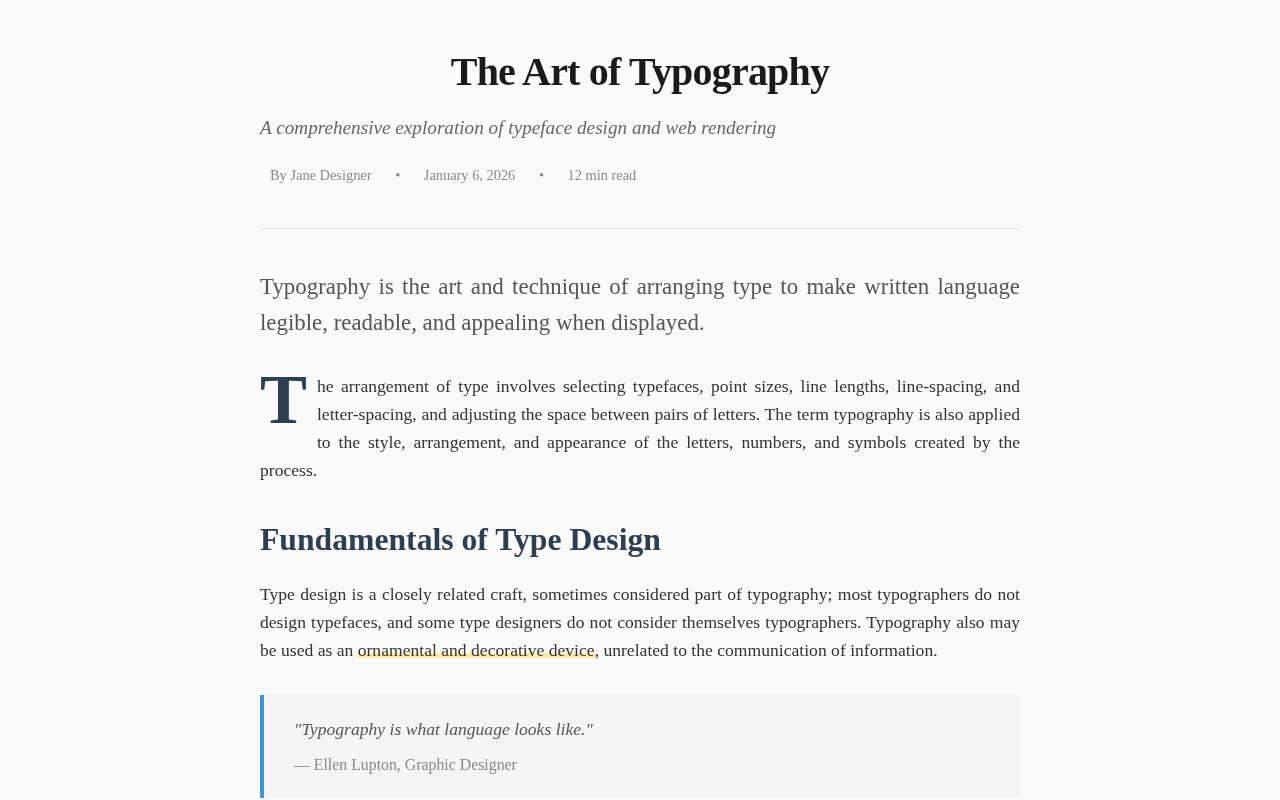 The Art of Typography
A comprehensive exploration of typeface design and web rendering
By Jane Designer • January 6, 2026 • 12 min read
Typography is the art and technique of arranging type to make written language
legible, readable, and appealing when displayed.
The arrangement of type involves selecting typefaces, point sizes, line lengths, line-spacing, and
letter-spacing, and adjusting the space between pairs of letters. The term typography is also applied
to the style, arrangement, and appearance of the letters, numbers, and symbols created by the
process.
Fundamentals of Type Design
Type design is a closely related craft, sometimes considered part of typography; most typographers do not
design typefaces, and some type designers do not consider themselves typographers. Typography also may
be used as an ornamental and decorative device, unrelated to the communication of information.
"Typography is what language looks like."
— Ellen Lupton, Graphic Designer